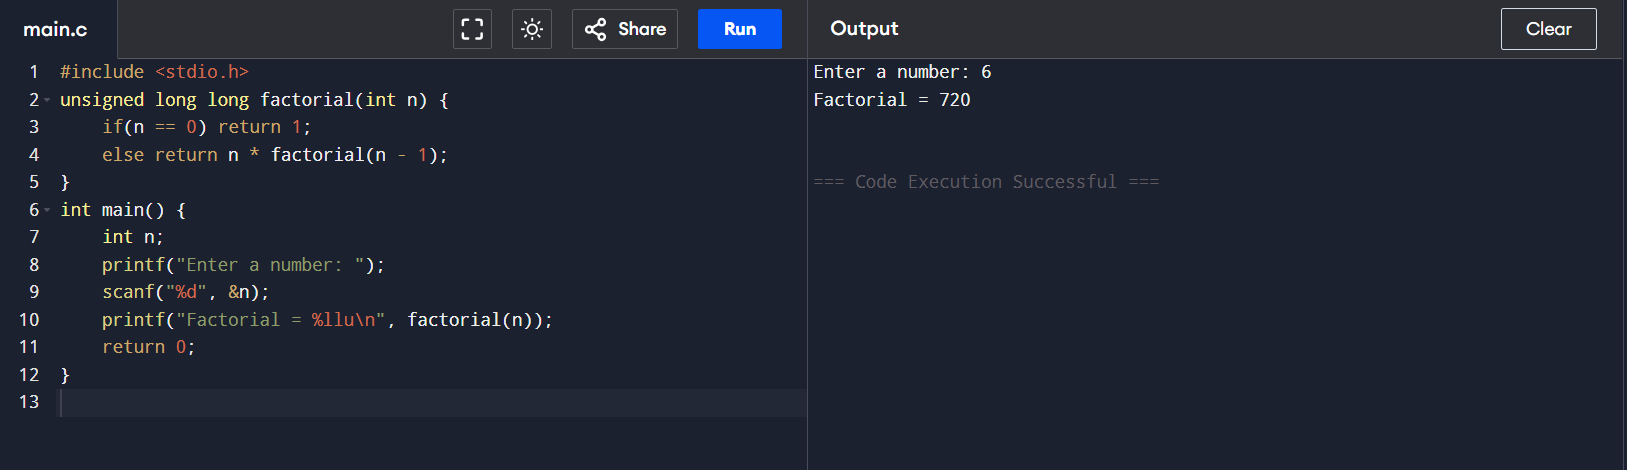 main.c
Share
Run
Output
Clear
1 #include <stdio.h>
2 unsigned long long factorial(int n) {
3     if(n == 0) return 1;
4     else return n * factorial(n - 1);
5 }
6 int main() {
7     int n;
8     printf("Enter a number: ");
9     scanf("%d", &n);
10     printf("Factorial = %llu\n", factorial(n));
11     return 0;
12 }
13
Enter a number: 6
Factorial = 720
=== Code Execution Successful ===